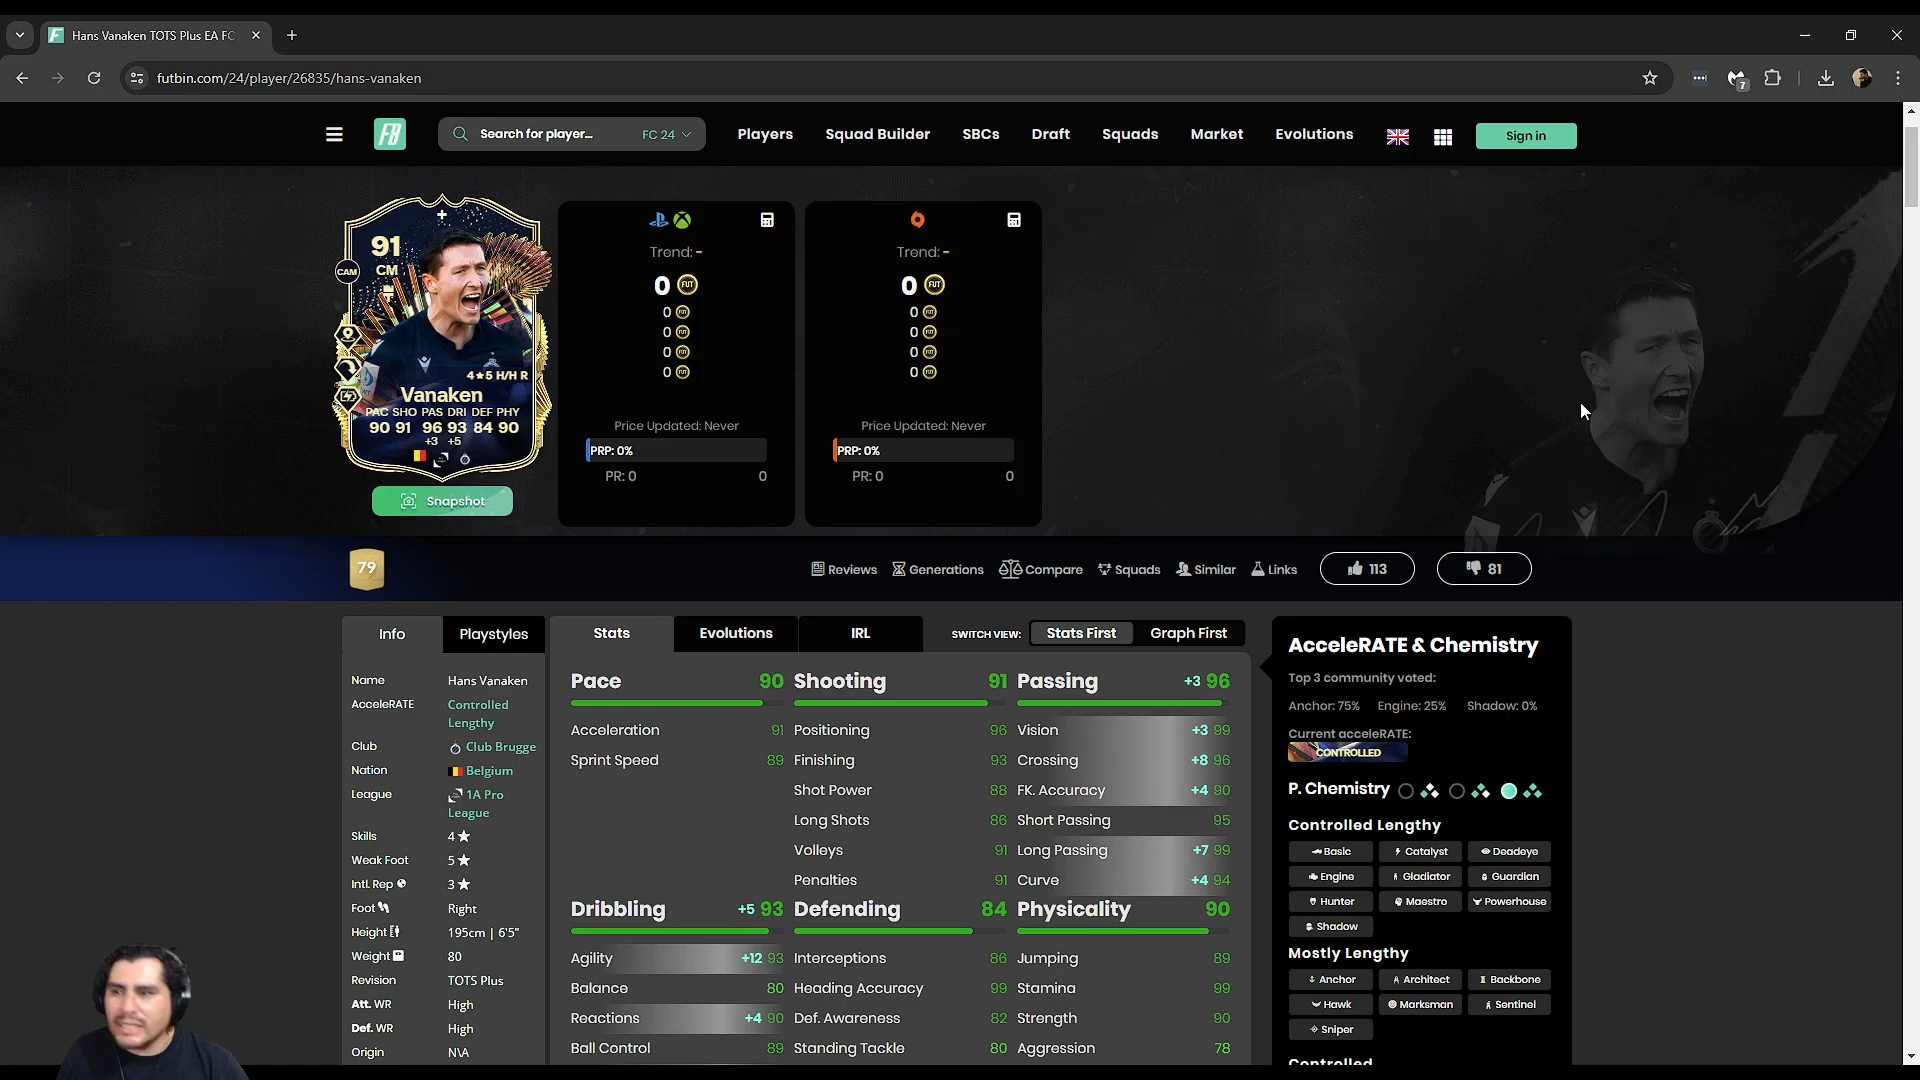 Hans Vanaken TOTS Plus EA FC
futbin.com/24/player/26835/hans-vanaken
7
Search for player... FC 24
Players Squad Builder SBCs Draft Squads Market Evolutions Sign in
91
CM
CAM
4★5 H/H R
Vanaken
PAC SHO PAS DRI DEF PHY
90 91 96 93 84 90
+3 +5
Snapshot
Trend: -
0 FUT
0
0
0
0
Price Updated: Never
PRP: 0%
PR: 0 0
Trend: -
0 FUT
0
0
0
0
Price Updated: Never
PRP: 0%
PR: 0 0
79
Reviews Generations Compare Squads Similar Links 113 81
Info Playstyles
Name Hans Vanaken
AcceleRATE Controlled
Lengthy
Club Club Brugge
Nation Belgium
League 1A Pro
League
Skills 4★
Weak Foot 5★
Intl. Rep 3★
Foot Right
Height 195cm | 6'5"
Weight 80
Revision TOTS Plus
Att. WR High
Def. WR High
Origin N\A
Stats Evolutions IRL SWITCH VIEW: Stats First Graph First
Pace 90
Acceleration 91
Sprint Speed 89
Shooting 91
Positioning 96
Finishing 93
Shot Power 88
Long Shots 86
Volleys 91
Penalties 91
Passing +3 96
Vision +3 99
Crossing +8 96
FK. Accuracy +4 90
Short Passing 95
Long Passing +7 99
Curve +4 94
Dribbling +5 93
Agility +12 93
Balance 80
Reactions +4 90
Ball Control 89
Defending 84
Interceptions 86
Heading Accuracy 99
Def. Awareness 82
Standing Tackle 80
Physicality 90
Jumping 89
Stamina 99
Strength 90
Aggression 78
AcceleRATE & Chemistry
Top 3 community voted:
Anchor: 75% Engine: 25% Shadow: 0%
Current acceleRATE:
CONTROLLED
P. Chemistry
Controlled Lengthy
Basic Catalyst Deadeye
Engine Gladiator Guardian
Hunter Maestro Powerhouse
Shadow
Mostly Lengthy
Anchor Architect Backbone
Hawk Marksman Sentinel
Sniper
Controlled